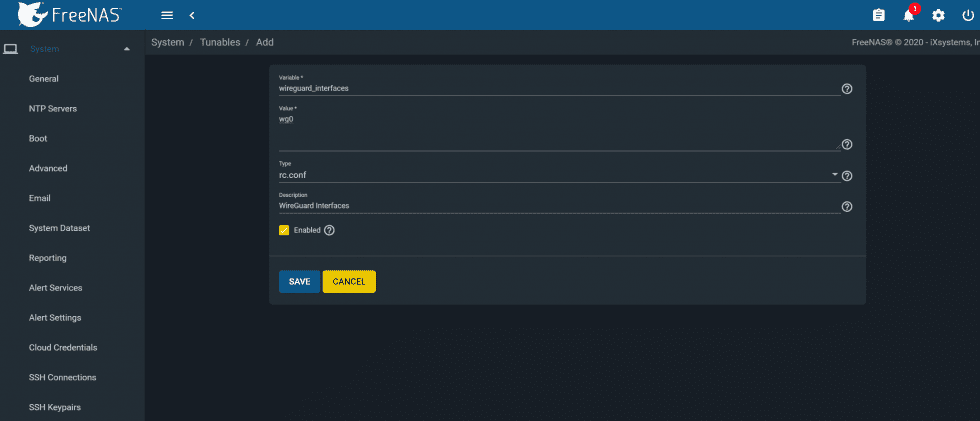 FreeNAS®
1
System
System / Tunables / Add
FreeNAS® © 2020 - iXsystems, In
General
NTP Servers
Boot
Advanced
Email
System Dataset
Reporting
Alert Services
Alert Settings
Cloud Credentials
SSH Connections
SSH Keypairs
Variable *
wireguard_interfaces
Value *
wg0
Type
rc.conf
Description
WireGuard Interfaces
Enabled
SAVE CANCEL